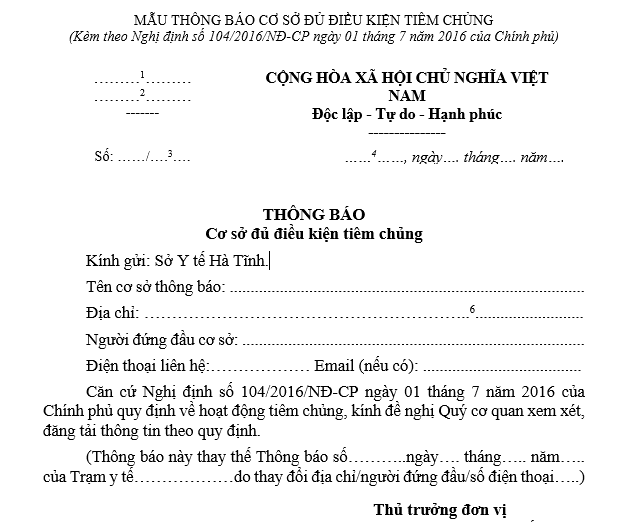 MẪU THÔNG BÁO CƠ SỞ ĐỦ ĐIỀU KIỆN TIÊM CHỦNG
(Kèm theo Nghị định số 104/2016/NĐ-CP ngày 01 tháng 7 năm 2016 của Chính phủ)
………1………
………2………
-------
CỘNG HÒA XÃ HỘI CHỦ NGHĨA VIỆT
NAM
Độc lập - Tự do - Hạnh phúc
---------------
Số: ……/….3….
……4……, ngày…. tháng…. năm….
THÔNG BÁO
Cơ sở đủ điều kiện tiêm chủng
Kính gửi: Sở Y tế Hà Tĩnh.
Tên cơ sở thông báo: .................................................................
Địa chỉ: …………………………………………………6....................
Người đứng đầu cơ sở: ..............................................................
Điện thoại liên hệ:……………… Email (nếu có): .............................
Căn cứ Nghị định số 104/2016/NĐ-CP ngày 01 tháng 7 năm 2016 của
Chính phủ quy định về hoạt động tiêm chủng, kính đề nghị Quý cơ quan xem xét,
đăng tải thông tin theo quy định.
(Thông báo này thay thế Thông báo số………..ngày…. tháng….. năm…..
của Trạm y tế………………do thay đổi địa chỉ/người đứng đầu/số điện thoại…..)
Thủ trưởng đơn vị